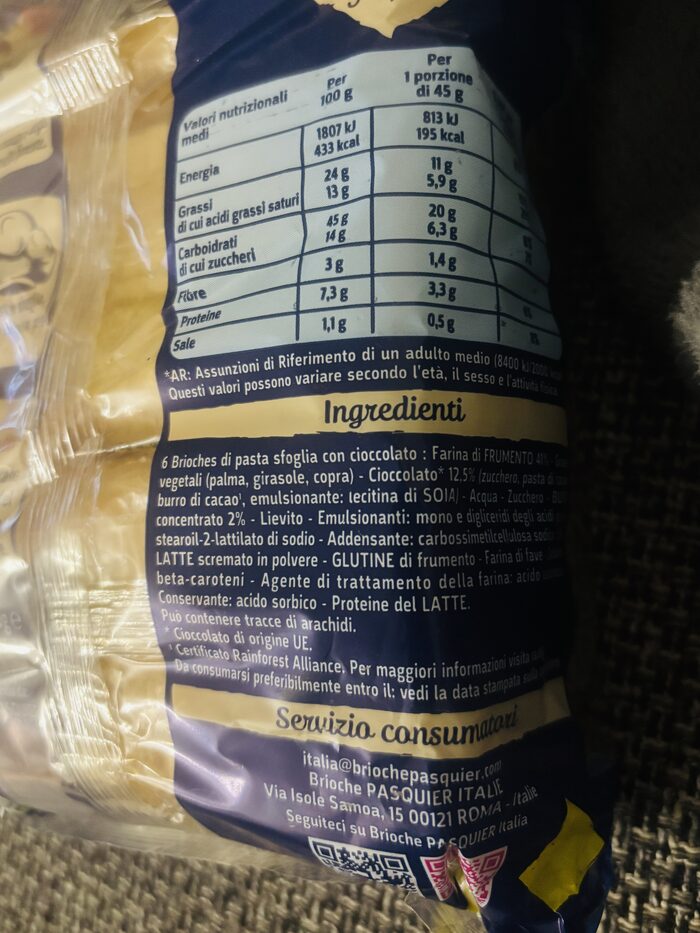 Valori nutrizionali medi Per 100 g Per 1 porzione di 45 g
Energia 1807 kJ 433 kcal 813 kJ 195 kcal
Grassi 24 g 11 g
di cui acidi grassi saturi 13 g 5,9 g
Carboidrati 45 g 20 g
di cui zuccheri 14 g 6,3 g
Fibre 3 g 1,4 g
Proteine 7,3 g 3,3 g
Sale 1,1 g 0,5 g
*AR: Assunzioni di Riferimento di un adulto medio (8400 kJ/2000
Questi valori possono variare secondo l'età, il sesso e l'attività fisica.
Ingredienti
6 Brioches di pasta sfoglia con cioccolato : Farina di FRUMENTO 41% -
vegetali (palma, girasole, copra) - Cioccolato* 12,5% (zucchero, pasta di
burro di cacao¹, emulsionante: lecitina di SOIA) - Acqua - Zucchero -
concentrato 2% - Lievito - Emulsionanti: mono e digliceridi degli acidi
stearoil-2-lattilato di sodio - Addensante: carbossimetilcellulosa
LATTE scremato in polvere - GLUTINE di frumento - Farina di fave
beta-caroteni - Agente di trattamento della farina: acido
Conservante: acido sorbico - Proteine del LATTE.
Può contenere tracce di arachidi.
* Cioccolato di origine UE.
¹ Certificato Rainforest Alliance. Per maggiori informazioni visita
Da consumarsi preferibilmente entro il: vedi la data stampata
Servizio consumatori
italia@briochepasquier.com
Brioche PASQUIER ITALIE
Via Isole Samoa, 15 00121 ROMA - Italie
Seguiteci su Brioche PASQUIER Italia